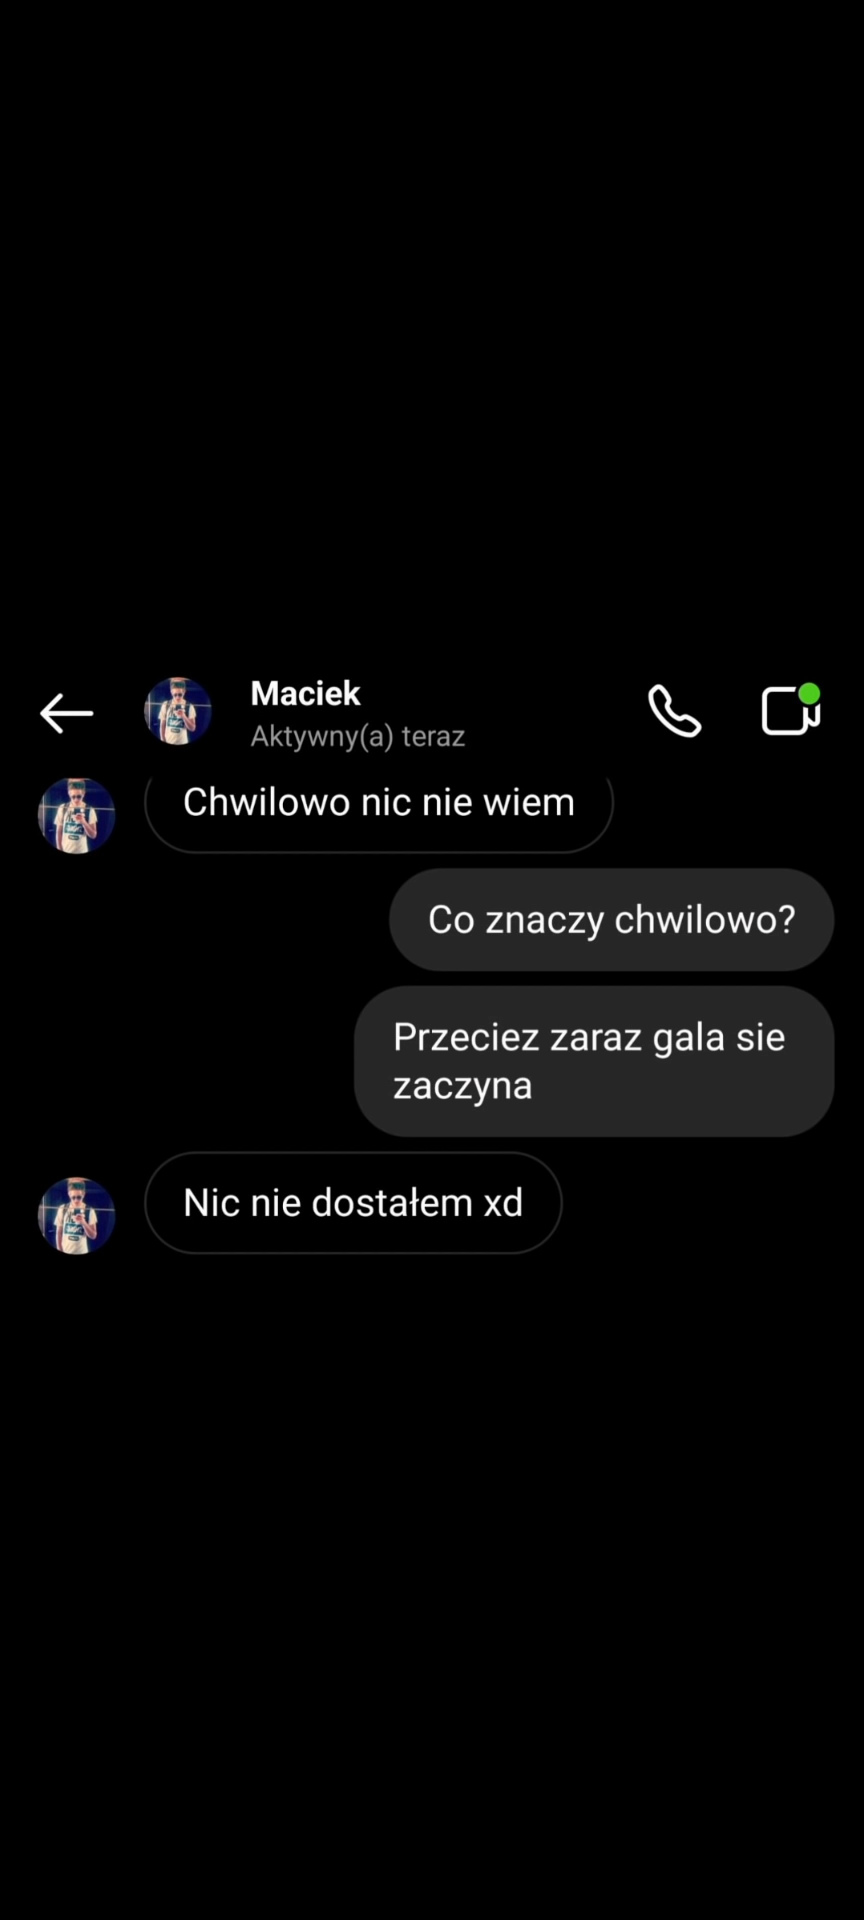 Maciek
Aktywny(a) teraz
Chwilowo nic nie wiem
Co znaczy chwilowo?
Przeciez zaraz gala sie
zaczyna
Nic nie dostałem xd